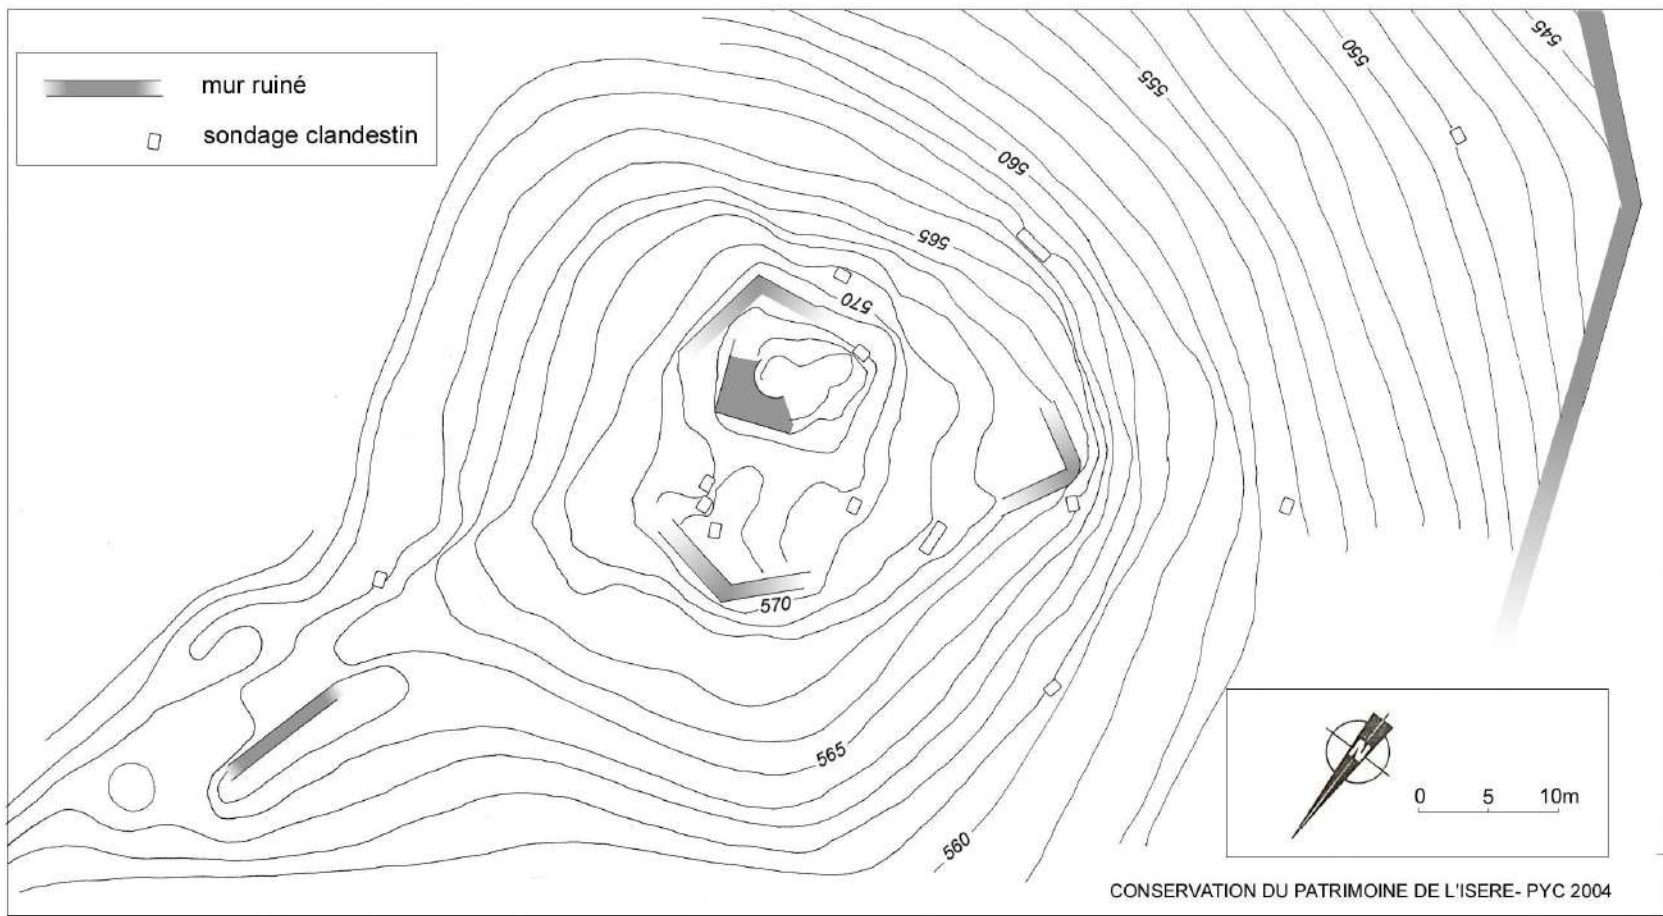 mur ruiné
sondage clandestin
545
550
555
560
565
570
570
565
560
N
0 5 10m
CONSERVATION DU PATRIMOINE DE L'ISERE- PYC 2004